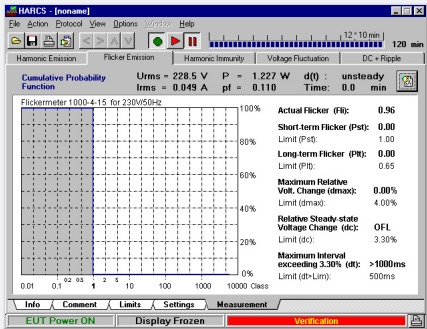 HARCS - [noname]
File Action Protocol View Options Window Help
12*10min
120 min
Harmonic Emission Flicker Emission Harmonic Immunity Voltage Fluctuation DC + Ripple
Cumulative Probability Function
Urms = 228.5 V P = 1.227 W d(t) : unsteady
Irms = 0.049 A pf = 0.110 Time: 0.0 min
Flickermeter 1000-4-15 for 230V/50Hz
100%
80%
60%
40%
20%
0%
0.01 0.1 0.2 0.5 1 2 5 10 100 1000 10000 Class
Actual Flicker (Fli): 0.96
Short-term Flicker (Pst): 0.00
Limit (Pst): 1.00
Long-term Flicker (Plt): 0.00
Limit (Plt): 0.65
Maximum Relative
Volt. Change (dmax): 0.00%
Limit (dmax): 4.00%
Relative Steady-state
Voltage Change (dc): OFL
Limit (dc): 3.30%
Maximum Interval
exceeding 3.30% (dt): >1000ms
Limit (dt>Lim): 500ms
Info Comment Limits Settings Measurement
EUT Power ON Display Frozen Verification